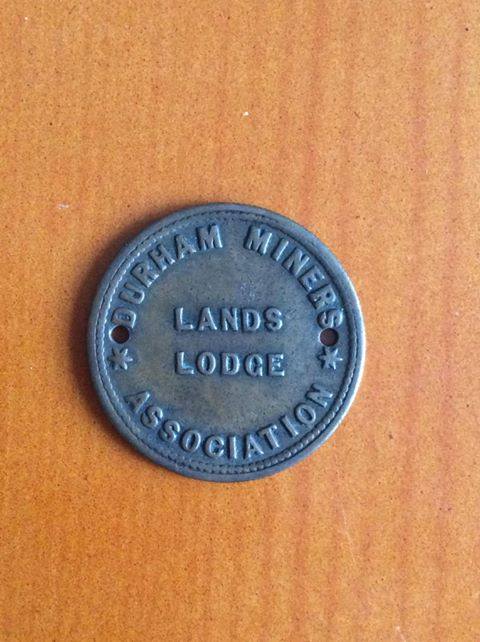 DURHAM MINERS
LANDS
LODGE
ASSOCIATION